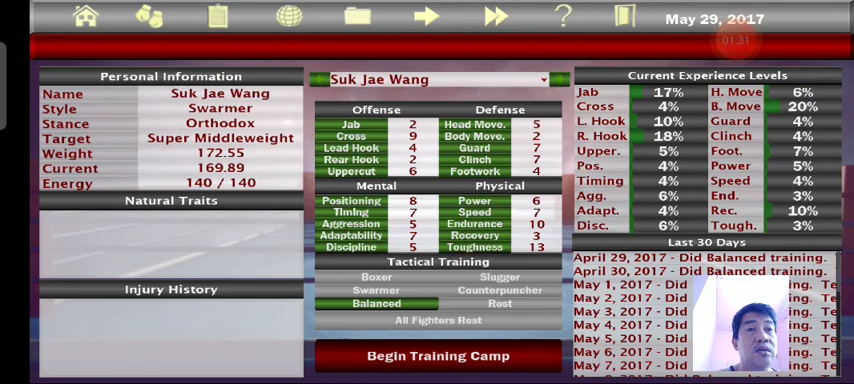 May 29, 2017
01:31
Personal Information
Name Suk Jae Wang
Style Swarmer
Stance Orthodox
Target Super Middleweight
Weight 172.55
Current 169.89
Energy 140 / 140
Natural Traits
Injury History
Suk Jae Wang
Offense Defense
Jab 2 Head Move. 5
Cross 9 Body Move. 2
Lead Hook 4 Guard 7
Rear Hook 2 Clinch 7
Uppercut 6 Footwork 4
Mental Physical
Positioning 8 Power 6
Timing 7 Speed 7
Aggression 5 Endurance 10
Adaptability 7 Recovery 3
Discipline 5 Toughness 13
Tactical Training
Boxer Slugger
Swarmer Counterpuncher
Balanced Rest
All Fighters Rest
Begin Training Camp
Current Experience Levels
Jab 17% H. Move 6%
Cross 4% B. Move 20%
L. Hook 10% Guard 4%
R. Hook 18% Clinch 4%
Upper. 5% Foot. 7%
Pos. 4% Power 5%
Timing 4% Speed 4%
Agg. 6% End. 3%
Adapt. 4% Rec. 10%
Disc. 6% Tough. 3%
Last 30 Days
April 29, 2017 - Did Balanced training.
April 30, 2017 - Did Balanced training.
May 1, 2017 - Did ing. Te
May 2, 2017 - Did
May 3, 2017 - Did
May 4, 2017 - Did
May 5, 2017 - Did
May 6, 2017 - Did
May 7, 2017 - Did